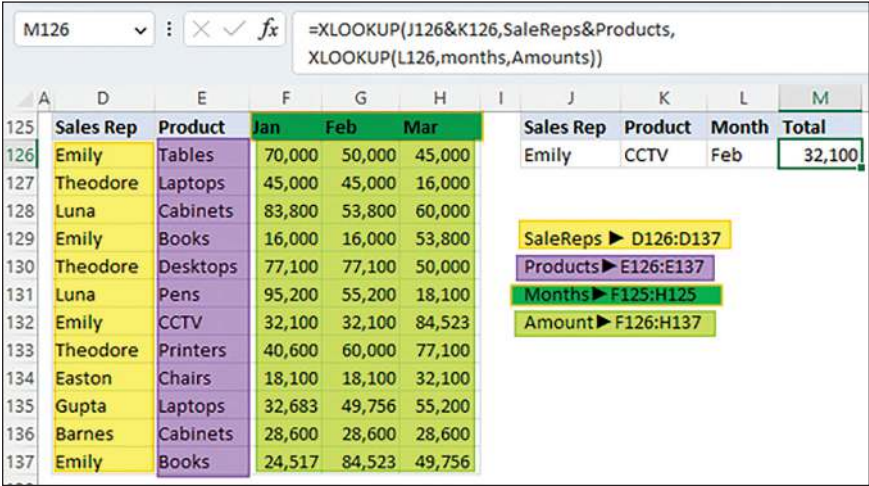 M126 fx =XLOOKUP(J126&K126,SaleReps&Products,
XLOOKUP(L126,months,Amounts))
A D E F G H I J K L M
125 Sales Rep Product Jan Feb Mar Sales Rep Product Month Total
126 Emily Tables 70,000 50,000 45,000 Emily CCTV Feb 32,100
127 Theodore Laptops 45,000 45,000 16,000
128 Luna Cabinets 83,800 53,800 60,000
129 Emily Books 16,000 16,000 53,800 SaleReps ► D126:D137
130 Theodore Desktops 77,100 77,100 50,000 Products► E126:E137
131 Luna Pens 95,200 55,200 18,100 Months► F125:H125
132 Emily CCTV 32,100 32,100 84,523 Amount► F126:H137
133 Theodore Printers 40,600 60,000 77,100
134 Easton Chairs 18,100 18,100 32,100
135 Gupta Laptops 32,683 49,756 55,200
136 Barnes Cabinets 28,600 28,600 28,600
137 Emily Books 24,517 84,523 49,756